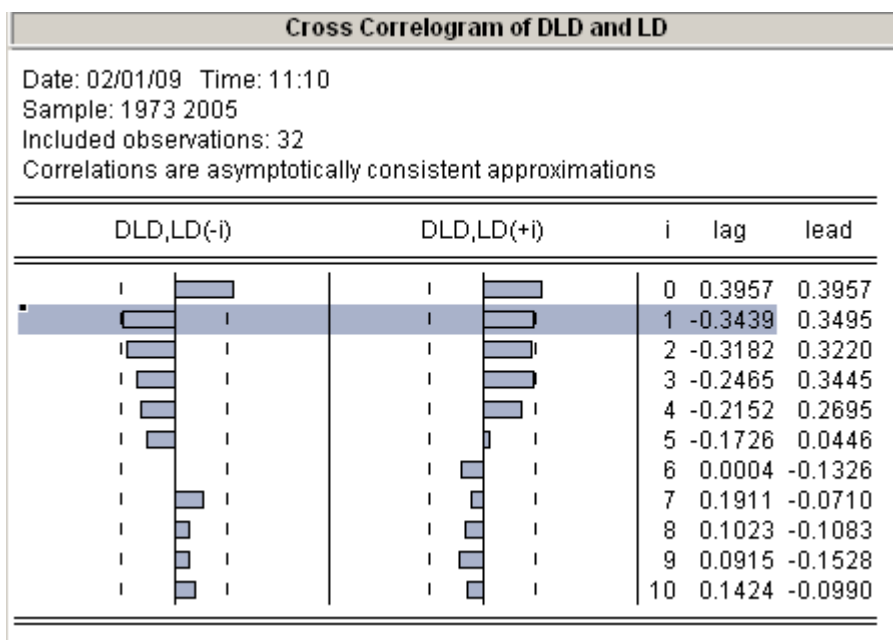 Cross Correlogram of DLD and LD
Date: 02/01/09 Time: 11:10
Sample: 1973 2005
Included observations: 32
Correlations are asymptotically consistent approximations
DLD,LD(-i) DLD,LD(+i) i lag lead
0 0.3957 0.3957
1 -0.3439 0.3495
2 -0.3182 0.3220
3 -0.2465 0.3445
4 -0.2152 0.2695
5 -0.1726 0.0446
6 0.0004 -0.1326
7 0.1911 -0.0710
8 0.1023 -0.1083
9 0.0915 -0.1528
10 0.1424 -0.0990